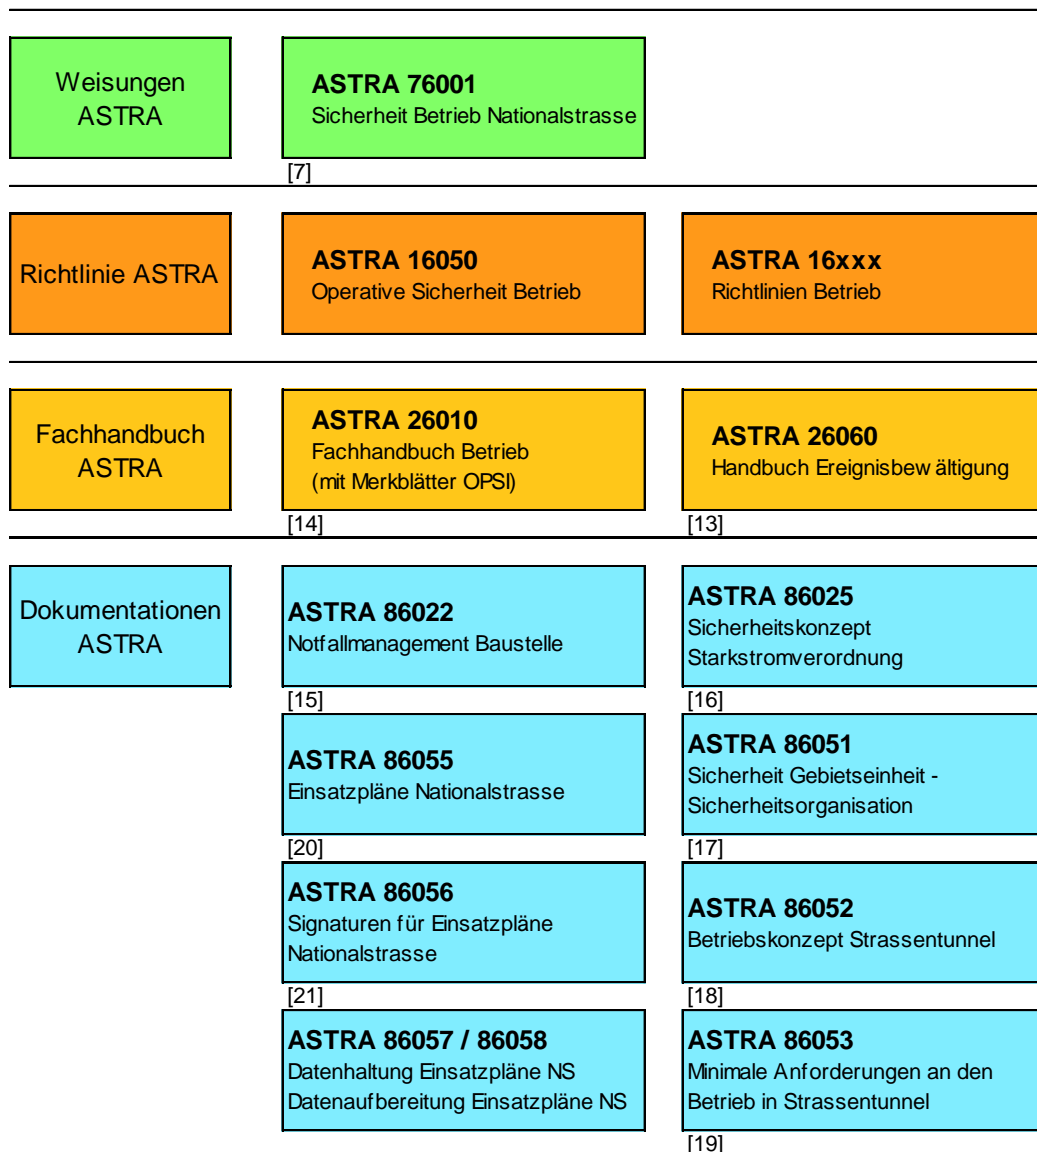 Weisungen
ASTRA
ASTRA 76001
Sicherheit Betrieb Nationalstrasse
[7]
Richtlinie ASTRA
ASTRA 16050
Operative Sicherheit Betrieb
ASTRA 16xxx
Richtlinien Betrieb
Fachhandbuch
ASTRA
ASTRA 26010
Fachhandbuch Betrieb
(mit Merkblätter OPSI)
[14]
ASTRA 26060
Handbuch Ereignisbew ältigung
[13]
Dokumentationen
ASTRA
ASTRA 86022
Notfallmanagement Baustelle
[15]
ASTRA 86025
Sicherheitskonzept
Starkstromverordnung
[16]
ASTRA 86055
Einsatzpläne Nationalstrasse
[20]
ASTRA 86051
Sicherheit Gebietseinheit -
Sicherheitsorganisation
[17]
ASTRA 86056
Signaturen für Einsatzpläne
Nationalstrasse
[21]
ASTRA 86052
Betriebskonzept Strassentunnel
[18]
ASTRA 86057 / 86058
Datenhaltung Einsatzpläne NS
Datenaufbereitung Einsatzpläne NS
ASTRA 86053
Minimale Anforderungen an den
Betrieb in Strassentunnel
[19]